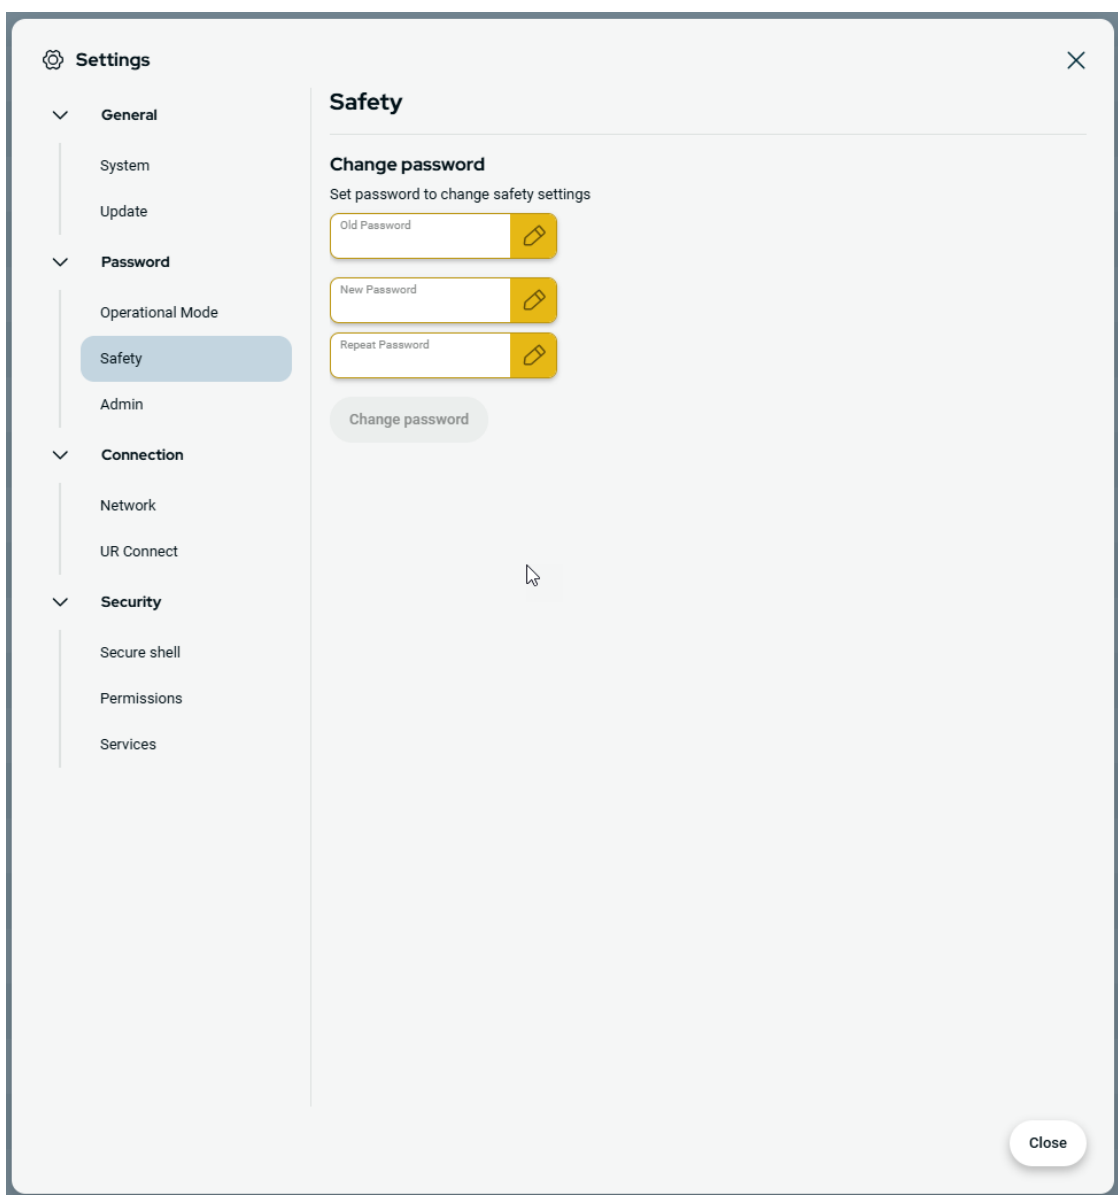 Settings
General
System
Update
Password
Operational Mode
Safety
Admin
Connection
Network
UR Connect
Security
Secure shell
Permissions
Services
Safety
Change password
Set password to change safety settings
Old Password
New Password
Repeat Password
Change password
Close